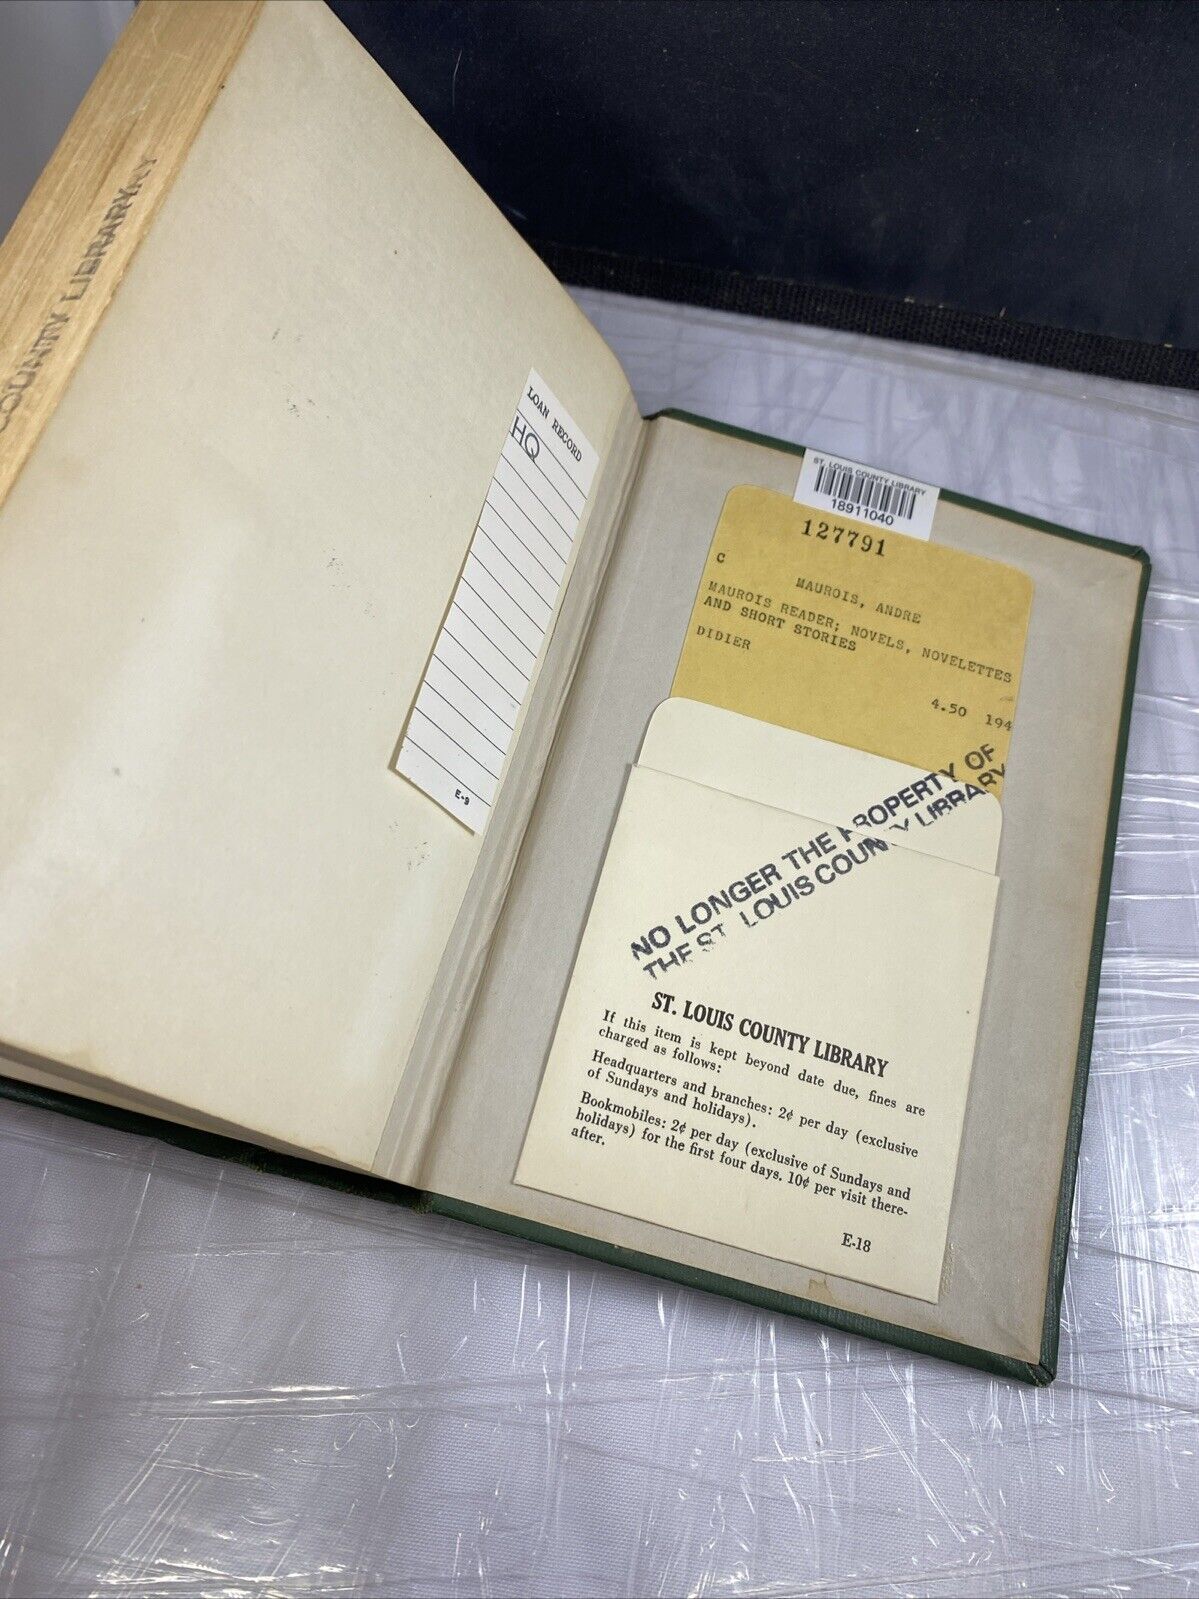 COUNTY LIBRARY
LOAN RECORD
HQ
E-9
ST. LOUIS COUNTY LIBRARY
18911040
127791
C
MAUROIS, ANDRE
MAUROIS READER; NOVELS, NOVELETTES
AND SHORT STORIES
DIDIER
4.50 194
NO LONGER THE PROPERTY OF
THE ST. LOUIS COUNTY LIBRARY
ST. LOUIS COUNTY LIBRARY
If this item is kept beyond date due, fines are
charged as follows:
Headquarters and branches: 2¢ per day (exclusive
of Sundays and holidays).
Bookmobiles: 2¢ per day (exclusive of Sundays and
holidays) for the first four days. 10¢ per visit there-
after.
E-18